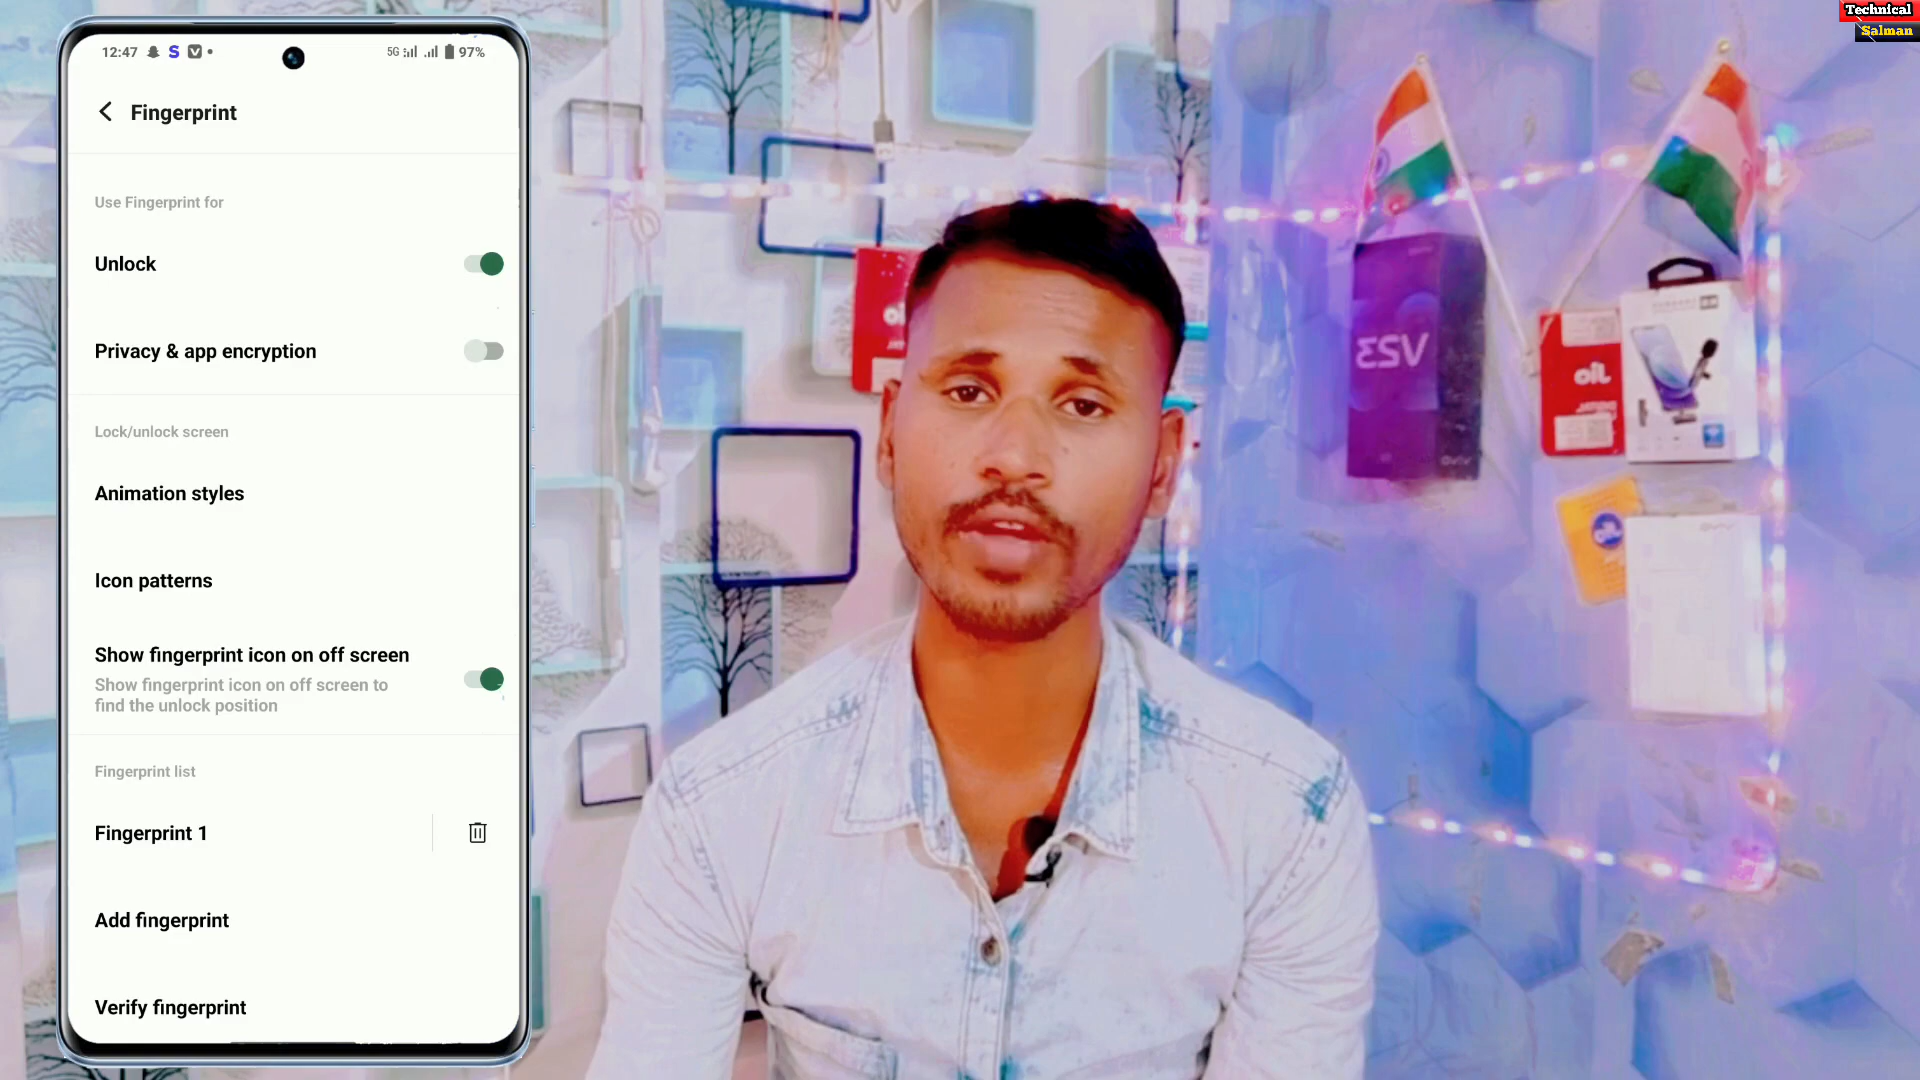 12:47
5G 97%
Fingerprint
Use Fingerprint for
Unlock
Privacy & app encryption
Lock/unlock screen
Animation styles
Icon patterns
Show fingerprint icon on off screen
Show fingerprint icon on off screen to
find the unlock position
Fingerprint list
Fingerprint 1
Add fingerprint
Verify fingerprint
Technical
Salman
V23
vivo